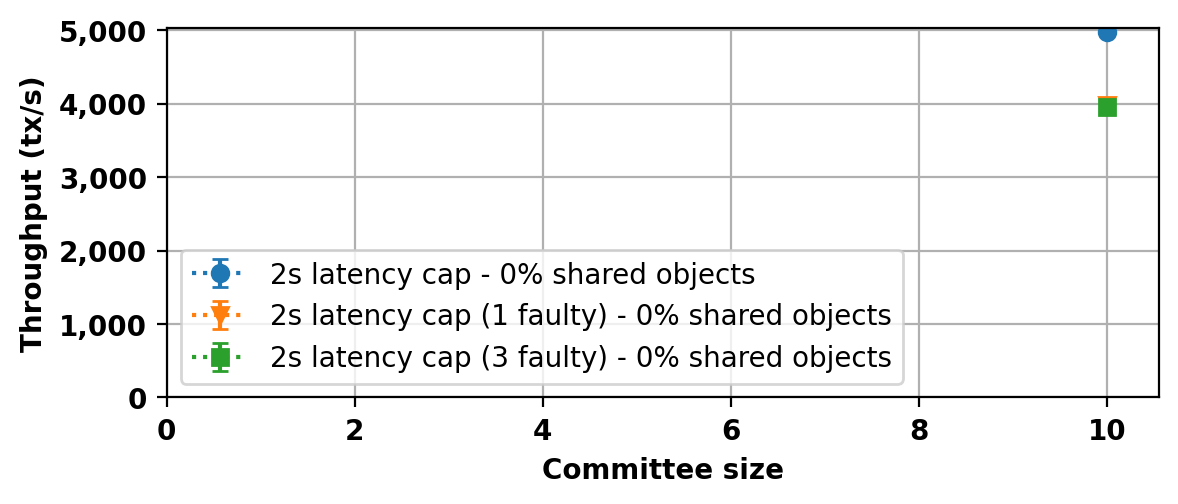 5,000
4,000
3,000
2,000
1,000
0
Throughput (tx/s)
2s latency cap - 0% shared objects
2s latency cap (1 faulty) - 0% shared objects
2s latency cap (3 faulty) - 0% shared objects
0 2 4 6 8 10
Committee size